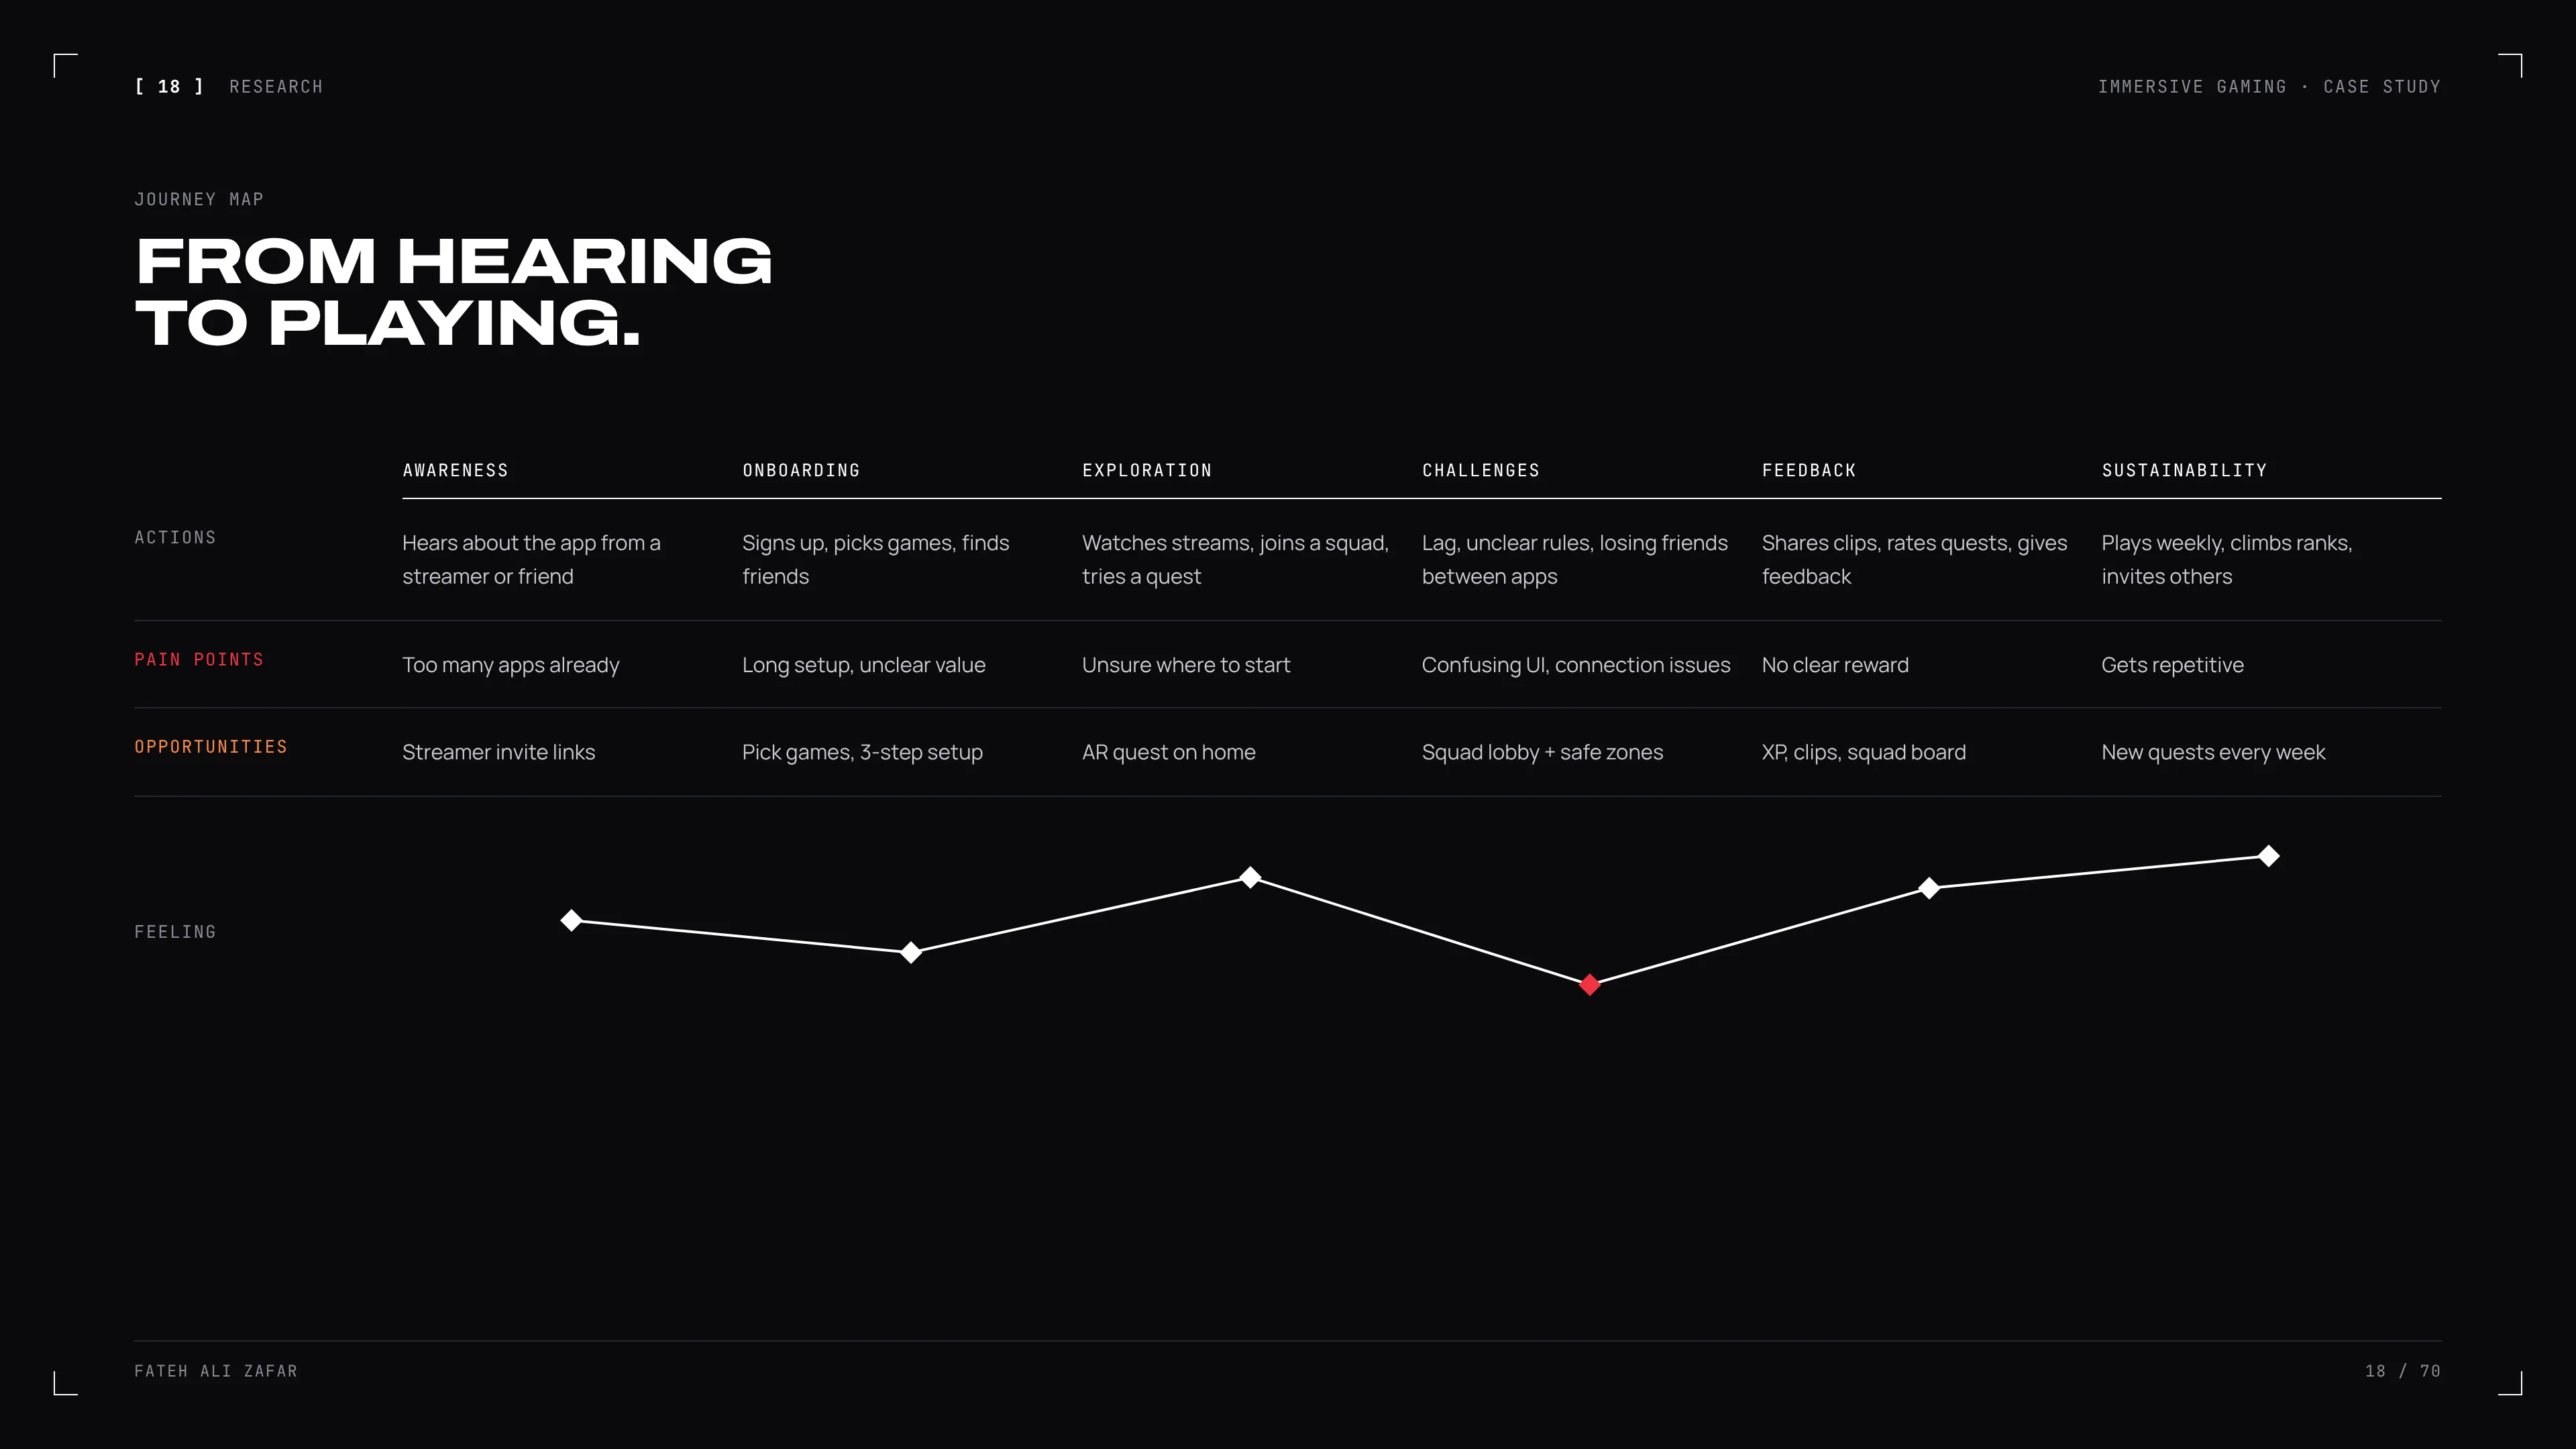 [ 18 ] RESEARCH
IMMERSIVE GAMING · CASE STUDY
JOURNEY MAP
FROM HEARING
TO PLAYING.
AWARENESS ONBOARDING EXPLORATION CHALLENGES FEEDBACK SUSTAINABILITY
ACTIONS
Hears about the app from a
streamer or friend
Signs up, picks games, finds
friends
Watches streams, joins a squad,
tries a quest
Lag, unclear rules, losing friends
between apps
Shares clips, rates quests, gives
feedback
Plays weekly, climbs ranks,
invites others
PAIN POINTS
Too many apps already
Long setup, unclear value
Unsure where to start
Confusing UI, connection issues
No clear reward
Gets repetitive
OPPORTUNITIES
Streamer invite links
Pick games, 3-step setup
AR quest on home
Squad lobby + safe zones
XP, clips, squad board
New quests every week
FEELING
FATEH ALI ZAFAR
18 / 70